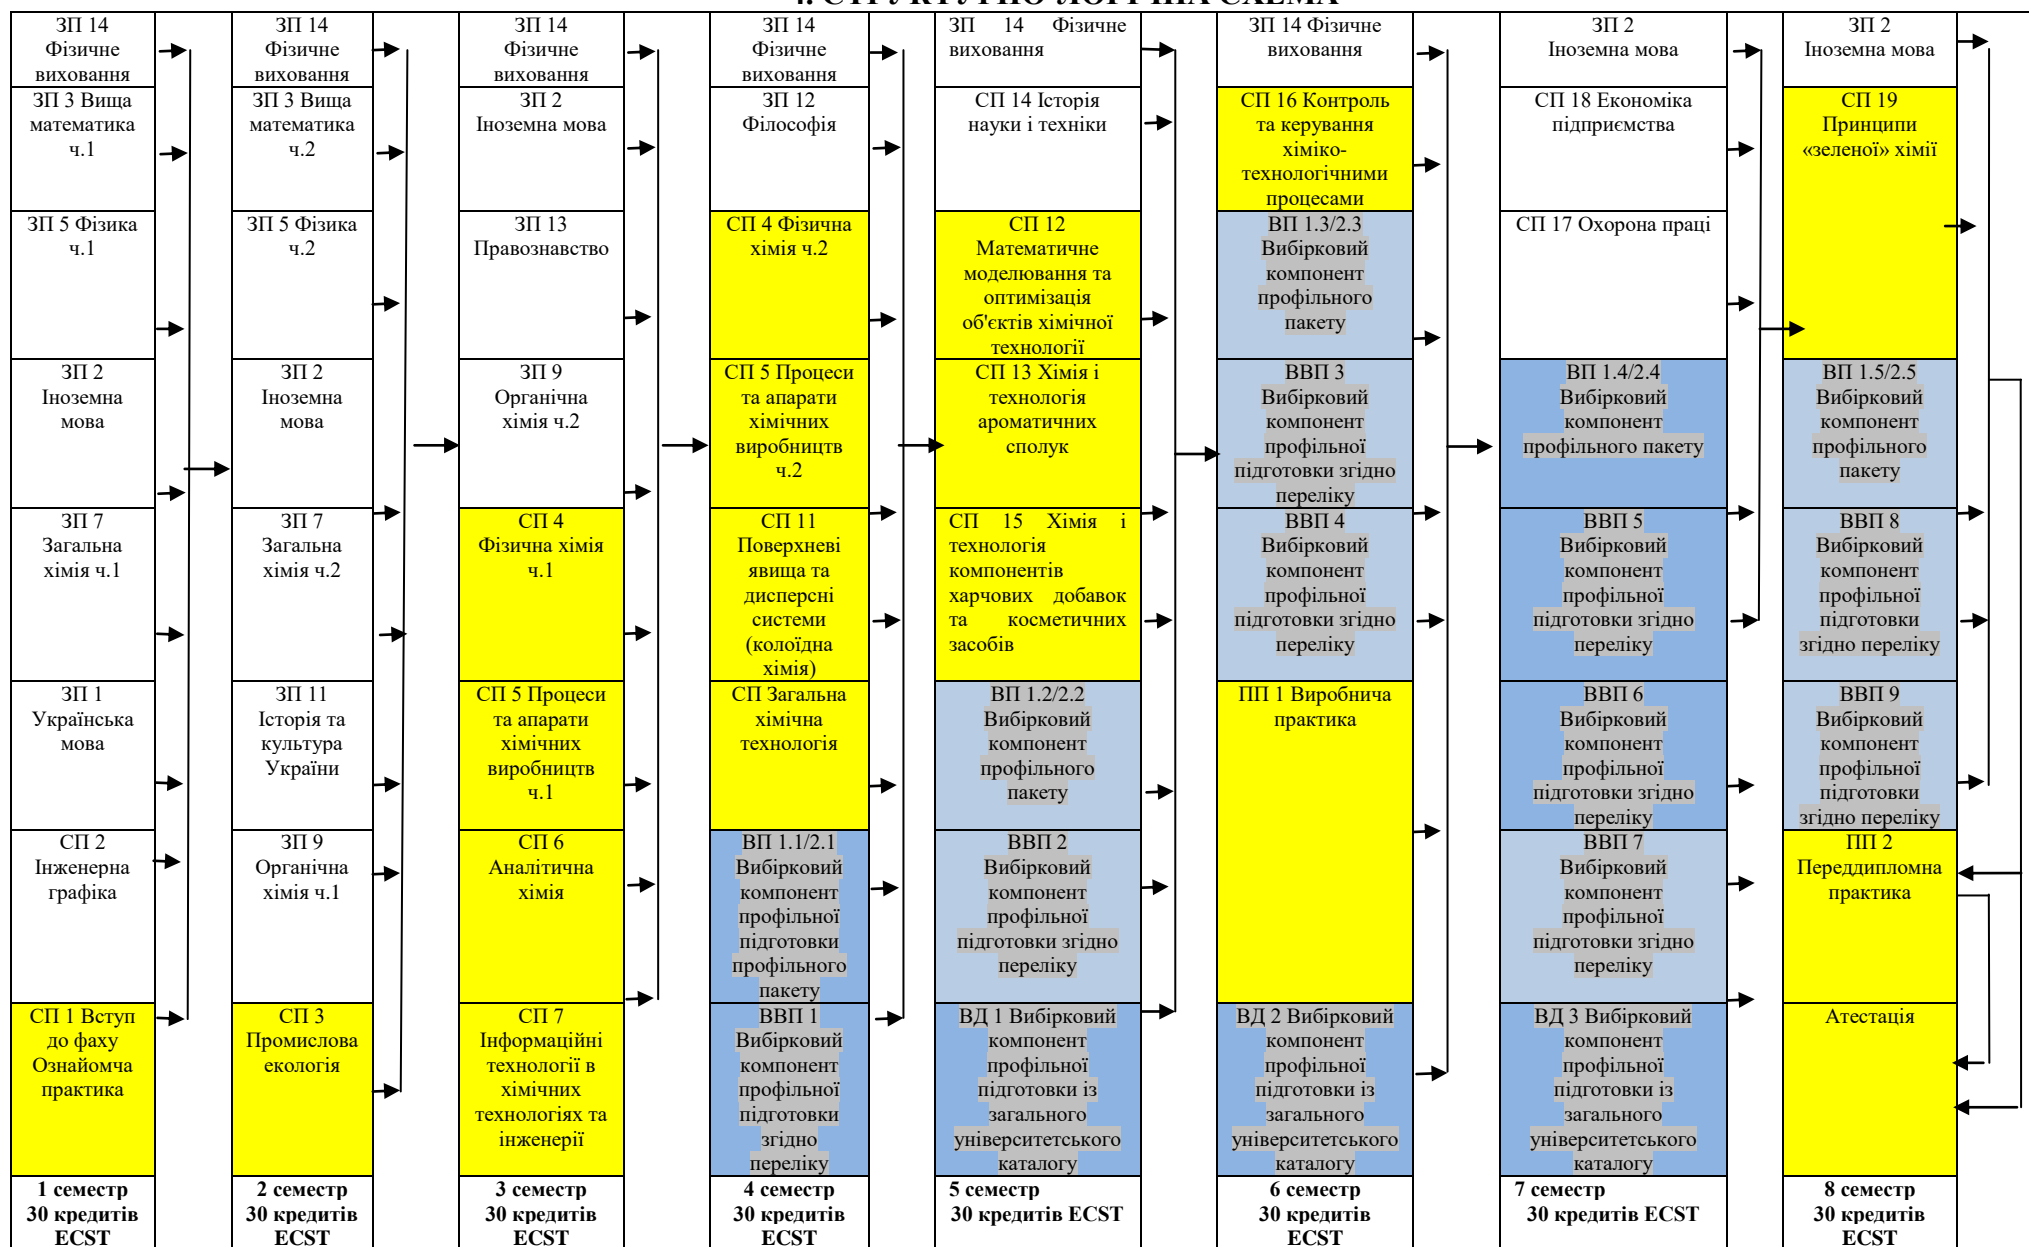 4. СТРУКТУРНО-ЛОГІЧНА СХЕМА
ЗП 14
Фізичне
виховання
ЗП 3 Вища
математика
ч.1
ЗП 5 Фізика
ч.1
ЗП 2
Іноземна
мова
ЗП 7
Загальна
хімія ч.1
ЗП 1
Українська
мова
СП 2
Інженерна
графіка
СП 1 Вступ
до фаху
Ознайомча
практика
1 семестр
30 кредитів
ECST
ЗП 14
Фізичне
виховання
ЗП 3 Вища
математика
ч.2
ЗП 5 Фізика
ч.2
ЗП 2
Іноземна
мова
ЗП 7
Загальна
хімія ч.2
ЗП 11
Історія та
культура
України
ЗП 9
Органічна
хімія ч.1
СП 3
Промислова
екологія
2 семестр
30 кредитів
ECST
ЗП 14
Фізичне
виховання
ЗП 2
Іноземна мова
ЗП 13
Правознавство
ЗП 9
Органічна
хімія ч.2
СП 4
Фізична хімія
ч.1
СП 5 Процеси
та апарати
хімічних
виробництв
ч.1
СП 6
Аналітична
хімія
СП 7
Інформаційні
технології в
хімічних
технологіях та
інженерії
3 семестр
30 кредитів
ECST
ЗП 14
Фізичне
виховання
ЗП 12
Філософія
СП 4 Фізична
хімія ч.2
СП 5 Процеси
та апарати
хімічних
виробництв
ч.2
СП 11
Поверхневі
явища та
дисперсні
системи
(колоїдна
хімія)
СП Загальна
хімічна
технологія
ВП 1.1/2.1
Вибірковий
компонент
профільної
підготовки
профільного
пакету
ВВП 1
Вибірковий
компонент
профільної
підготовки
згідно
переліку
4 семестр
30 кредитів
ECST
ЗП 14 Фізичне
виховання
СП 14 Історія
науки і техніки
СП 12
Математичне
моделювання та
оптимізація
об'єктів хімічної
технології
СП 13 Хімія і
технологія
ароматичних
сполук
СП 15 Хімія і
технологія
компонентів
харчових добавок
та косметичних
засобів
ВП 1.2/2.2
Вибірковий
компонент
профільного
пакету
ВВП 2
Вибірковий
компонент
профільної
підготовки згідно
переліку
ВД 1 Вибірковий
компонент
профільної
підготовки із
загального
університетського
каталогу
5 семестр
30 кредитів ECST
ЗП 14 Фізичне
виховання
СП 16 Контроль
та керування
хіміко-
технологічними
процесами
ВП 1.3/2.3
Вибірковий
компонент
профільного
пакету
ВВП 3
Вибірковий
компонент
профільної
підготовки згідно
переліку
ВВП 4
Вибірковий
компонент
профільної
підготовки згідно
переліку
ПП 1 Виробнича
практика
ВД 2 Вибірковий
компонент
профільної
підготовки із
загального
університетського
каталогу
6 семестр
30 кредитів
ECST
ЗП 2
Іноземна мова
СП 18 Економіка
підприємства
СП 17 Охорона праці
ВП 1.4/2.4
Вибірковий
компонент
профільного пакету
ВВП 5
Вибірковий
компонент
профільної
підготовки згідно
переліку
ВВП 6
Вибірковий
компонент
профільної
підготовки згідно
переліку
ВВП 7
Вибірковий
компонент
профільної
підготовки згідно
переліку
ВД 3 Вибірковий
компонент
профільної
підготовки із
загального
університетського
каталогу
7 семестр
30 кредитів ECST
ЗП 2
Іноземна мова
СП 19
Принципи
«зеленої» хімії
ВП 1.5/2.5
Вибірковий
компонент
профільного
пакету
ВВП 8
Вибірковий
компонент
профільної
підготовки
згідно переліку
ВВП 9
Вибірковий
компонент
профільної
підготовки
згідно переліку
ПП 2
Переддипломна
практика
Атестація
8 семестр
30 кредитів
ECST